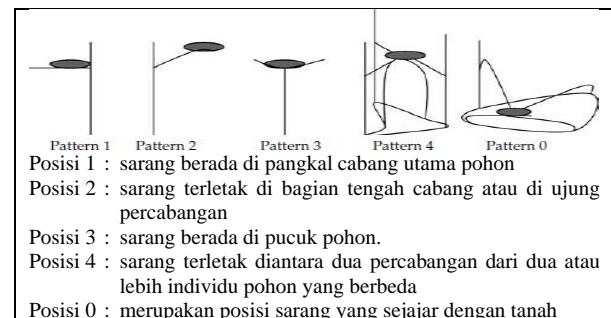 Pattern 1 Pattern 2 Pattern 3 Pattern 4 Pattern 0
Posisi 1 : sarang berada di pangkal cabang utama pohon
Posisi 2 : sarang terletak di bagian tengah cabang atau di ujung
percabangan
Posisi 3 : sarang berada di pucuk pohon.
Posisi 4 : sarang terletak diantara dua percabangan dari dua atau
lebih individu pohon yang berbeda
Posisi 0 : merupakan posisi sarang yang sejajar dengan tanah